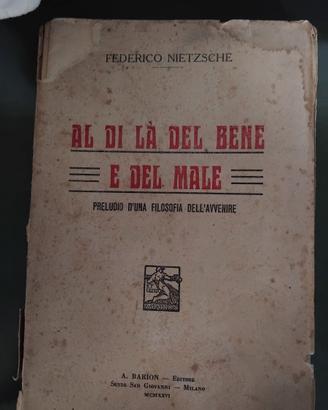 FEDERICO NIETZSCHE
AL DI LÀ DEL BENE
E DEL MALE
PRELUDIO D'UNA FILOSOFIA DELL'AVVENIRE
A. BARION — EDITORE
SESTO SAN GIOVANNI — MILANO
MCMXXVI